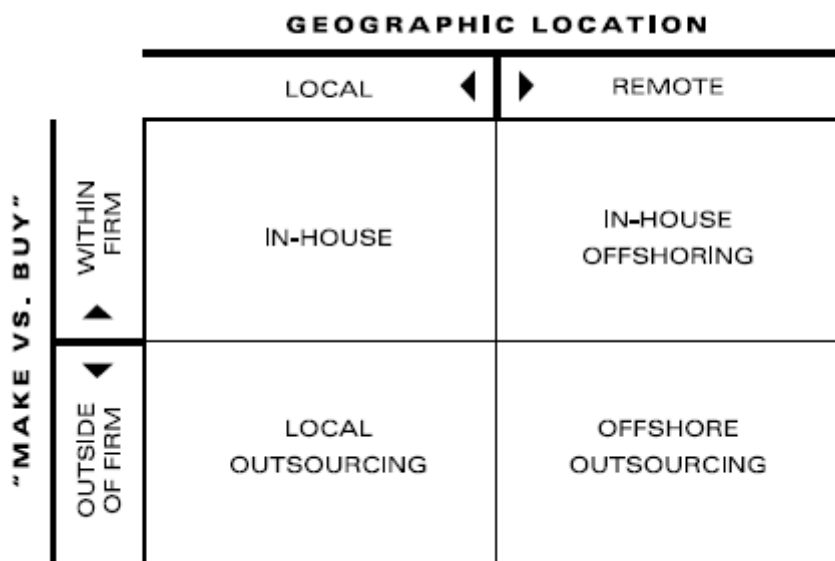 GEOGRAPHIC LOCATION
LOCAL
REMOTE
"MAKE VS. BUY"
WITHIN
FIRM
IN-HOUSE
IN-HOUSE
OFFSHORING
OUTSIDE
OF FIRM
LOCAL
OUTSOURCING
OFFSHORE
OUTSOURCING